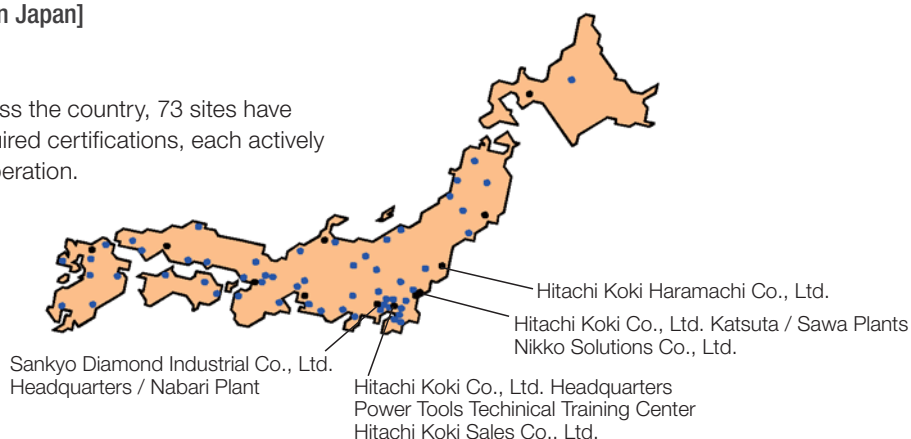 n Japan]
ss the country, 73 sites have
uired certifications, each actively
peration.
Hitachi Koki Haramachi Co., Ltd.
Hitachi Koki Co., Ltd. Katsuta / Sawa Plants
Nikko Solutions Co., Ltd.
Sankyo Diamond Industrial Co., Ltd.
Headquarters / Nabari Plant
Hitachi Koki Co., Ltd. Headquarters
Power Tools Techinical Training Center
Hitachi Koki Sales Co., Ltd.